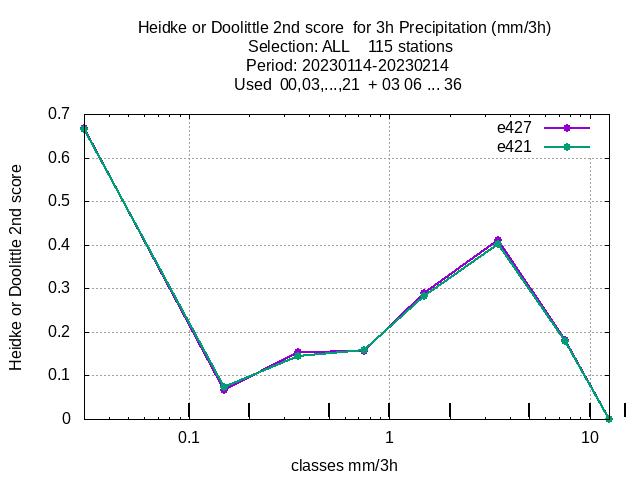 Heidke or Doolittle 2nd score  for 3h Precipitation (mm/3h)
Selection: ALL    115 stations
Period: 20230114-20230214
Used  00,03,...,21  + 03 06 ... 36
e427
e421
0.7
0.6
0.5
0.4
0.3
0.2
0.1
0
Heidke or Doolittle 2nd score
0.1 1 10
classes mm/3h